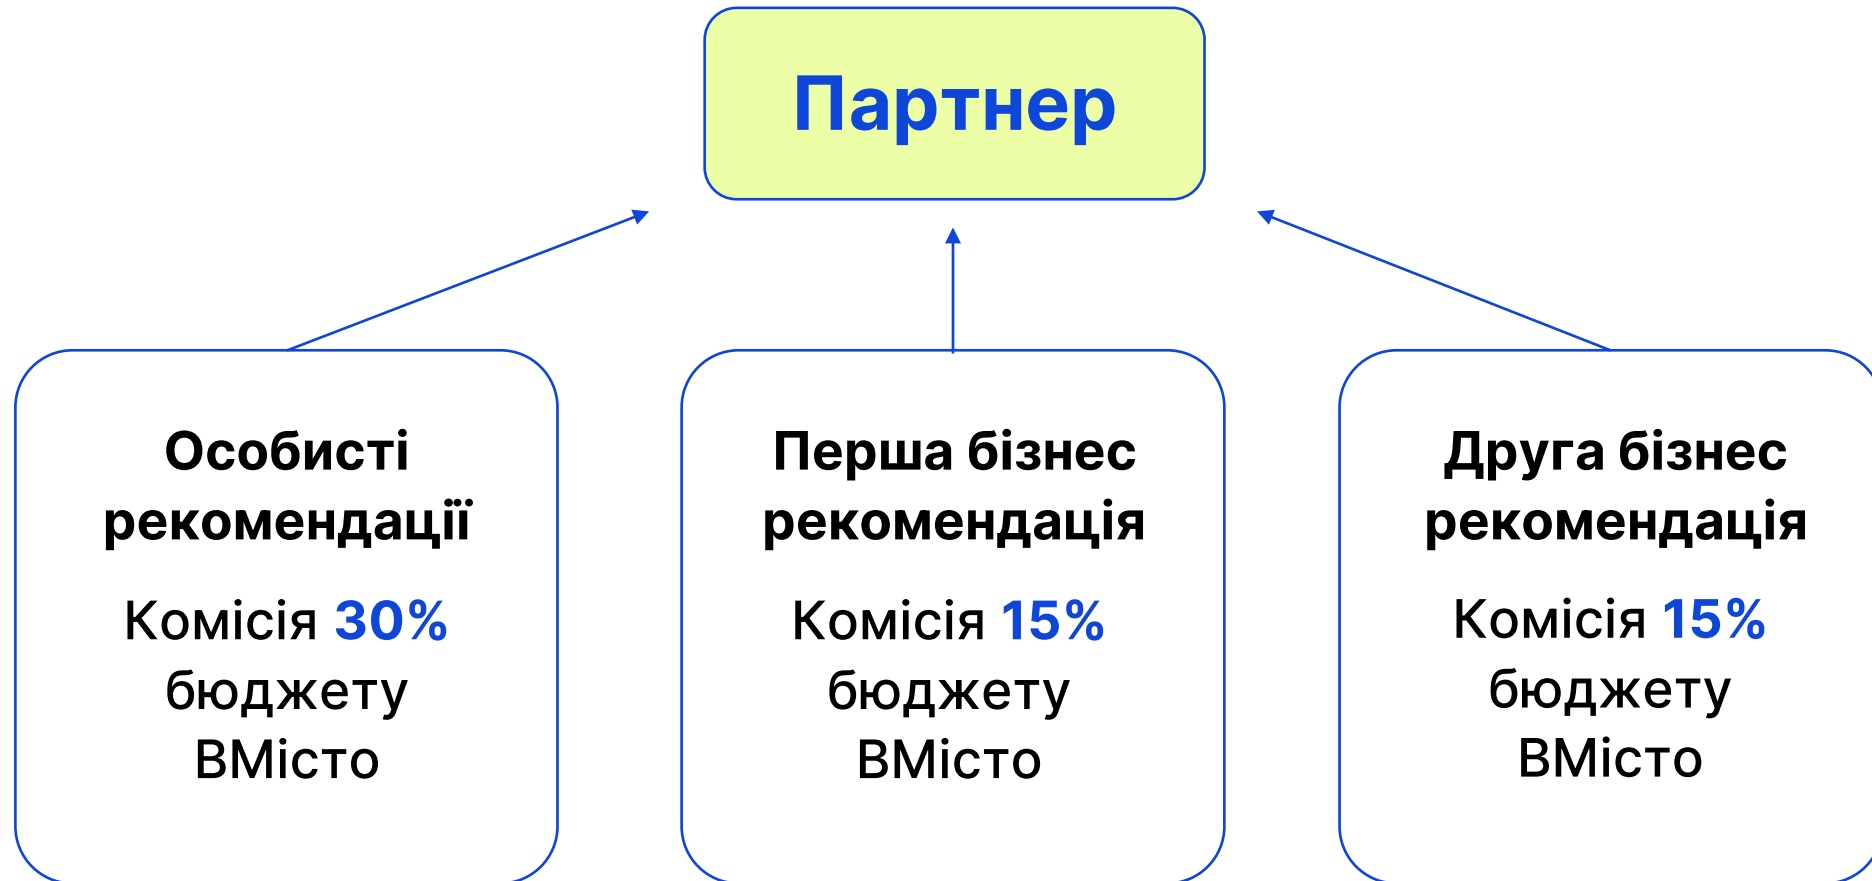 Партнер
Особисті
рекомендації
Комісія 30%
бюджету
ВМісто
Перша бізнес
рекомендація
Комісія 15%
бюджету
ВМісто
Друга бізнес
рекомендація
Комісія 15%
бюджету
ВМісто